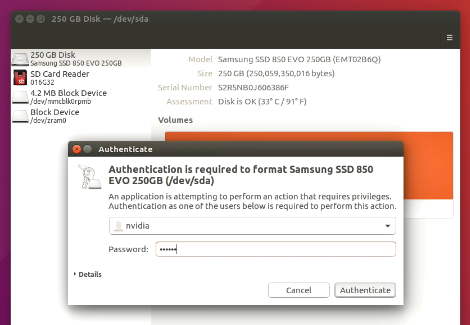 250 GB Disk — /dev/sda
250 GB Disk
Samsung SSD 850 EVO 250GB
SD Card Reader
016G32
4.2 MB Block Device
/dev/mmcblk0rpmb
Block Device
/dev/zram0
Model Samsung SSD 850 EVO 250GB (EMT02B6Q)
Size 250 GB (250,059,350,016 bytes)
Serial Number S2R5NB0J606386F
Assessment Disk is OK (33° C / 91° F)
Volumes
Authenticate
Authentication is required to format Samsung SSD 850
EVO 250GB (/dev/sda)
An application is attempting to perform an action that requires privileges.
Authentication as one of the users below is required to perform this action.
nvidia
Password: ••••••
Details
Cancel Authenticate